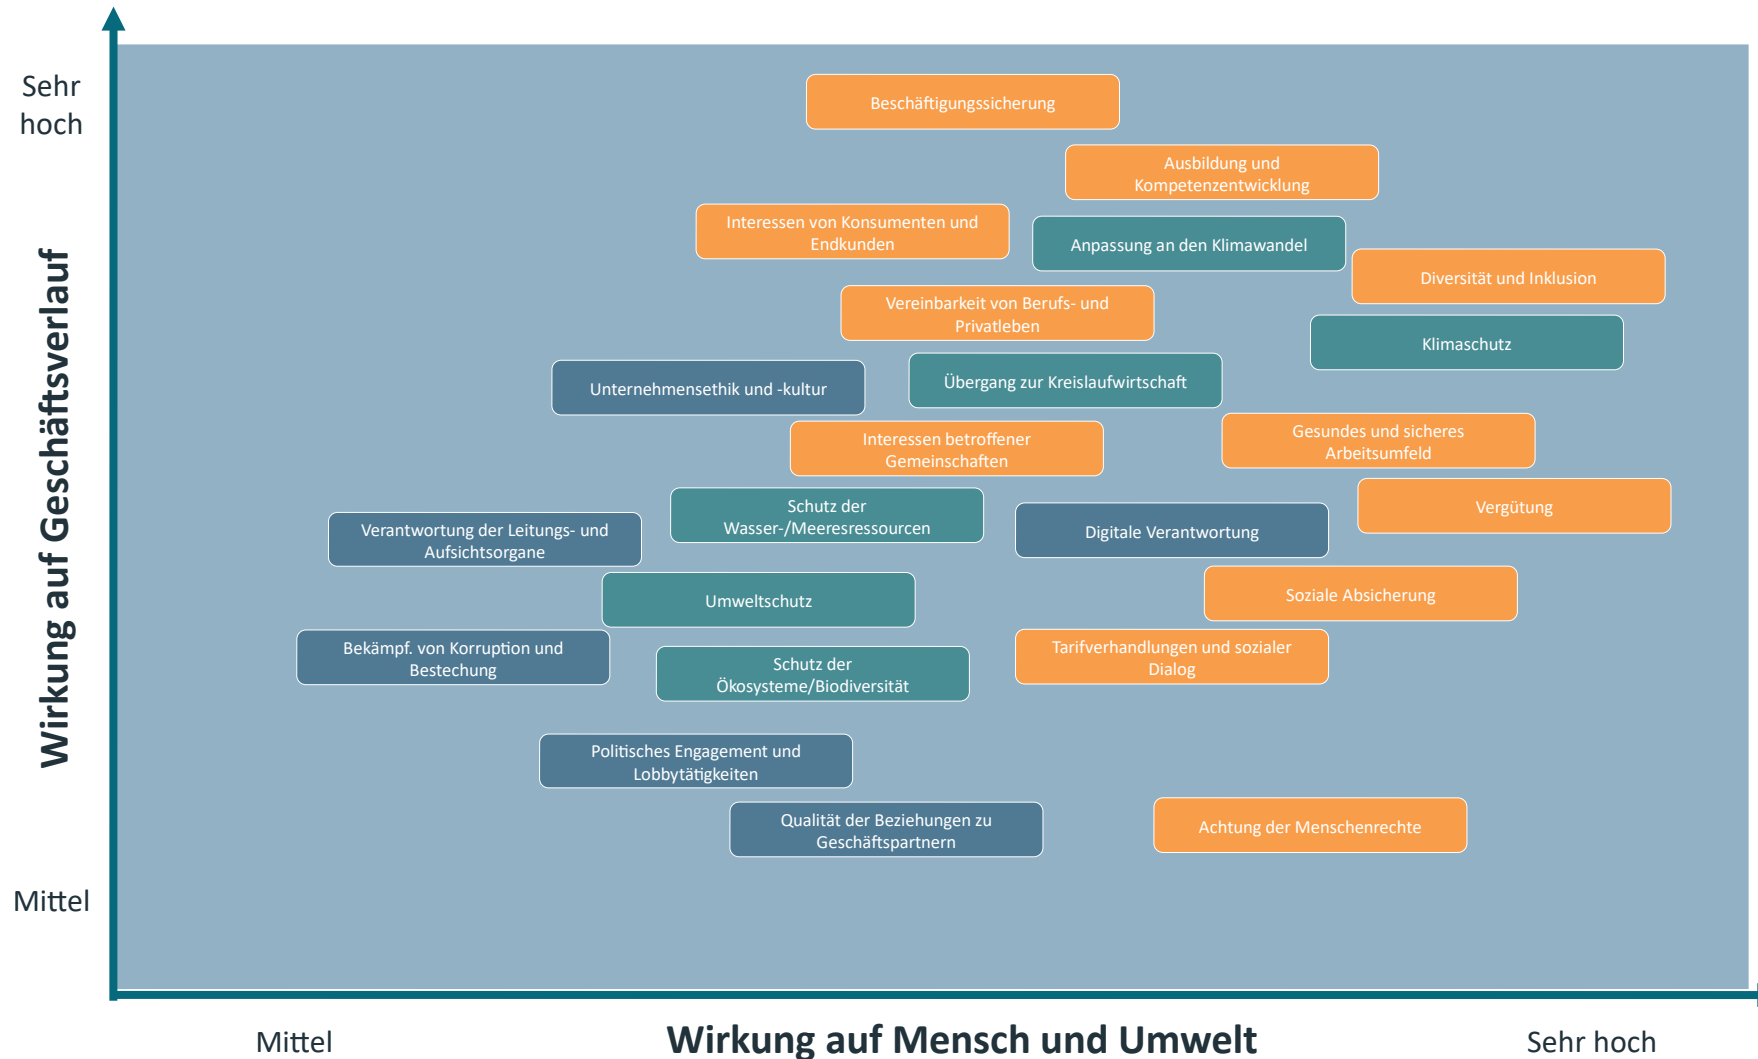 Sehr
hoch
Beschäftigungssicherung
Ausbildung und
Kompetenzentwicklung
Interessen von Konsumenten und
Endkunden
Anpassung an den Klimawandel
Diversität und Inklusion
Vereinbarkeit von Berufs- und
Privatleben
Klimaschutz
Übergang zur Kreislaufwirtschaft
Unternehmensethik und -kultur
Gesundes und sicheres
Arbeitsumfeld
Interessen betroffener
Gemeinschaften
Wirkung auf Geschäftsverlauf
Schutz der
Wasser-/Meeresressourcen
Vergütung
Verantwortung der Leitungs- und
Aufsichtsorgane
Digitale Verantwortung
Umweltschutz
Soziale Absicherung
Bekämpf. von Korruption und
Bestechung
Schutz der
Ökosysteme/Biodiversität
Tarifverhandlungen und sozialer
Dialog
Politisches Engagement und
Lobbytätigkeiten
Qualität der Beziehungen zu
Geschäftspartnern
Achtung der Menschenrechte
Mittel
Mittel
Wirkung auf Mensch und Umwelt
Sehr hoch